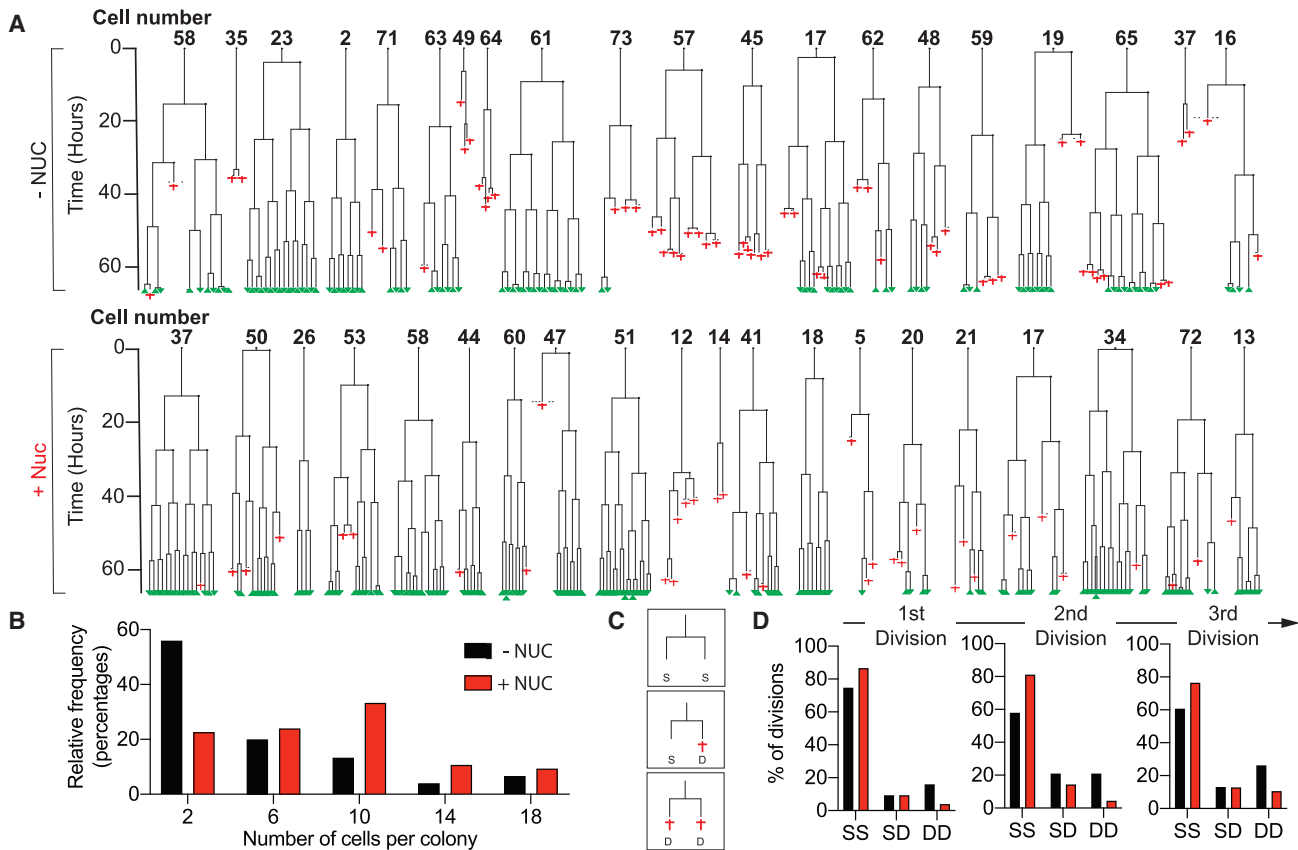 A
Cell number
58 35 23 2 71 63 49 64 61 73 57 45 17 62 48 59 19 65 37 16
- NUC
Time (Hours)
0
20
40
60
Cell number
37 50 26 53 58 44 60 47 51 12 14 41 18 5 20 21 17 34 72 13
+ Nuc
Time (Hours)
0
20
40
60
B
Relative frequency
(percentages)
60
40
20
0
- NUC
+ NUC
2 6 10 14 18
Number of cells per colony
C
S S
S D
D D
D
1st
Division
2nd
Division
3rd
Division
% of divisions
100
80
60
40
20
0
SS SD DD
100
80
60
40
20
0
SS SD DD
100
80
60
40
20
0
SS SD DD